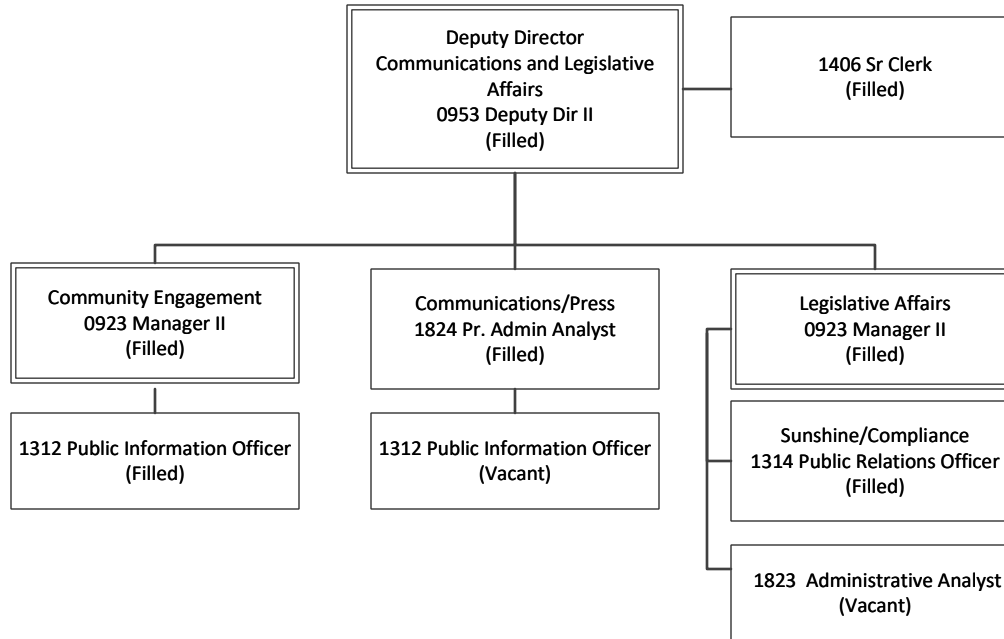 Deputy Director
Communications and Legislative
Affairs
0953 Deputy Dir II
(Filled)
1406 Sr Clerk
(Filled)
Community Engagement
0923 Manager II
(Filled)
Communications/Press
1824 Pr. Admin Analyst
(Filled)
Legislative Affairs
0923 Manager II
(Filled)
1312 Public Information Officer
(Filled)
1312 Public Information Officer
(Vacant)
Sunshine/Compliance
1314 Public Relations Officer
(Filled)
1823 Administrative Analyst
(Vacant)